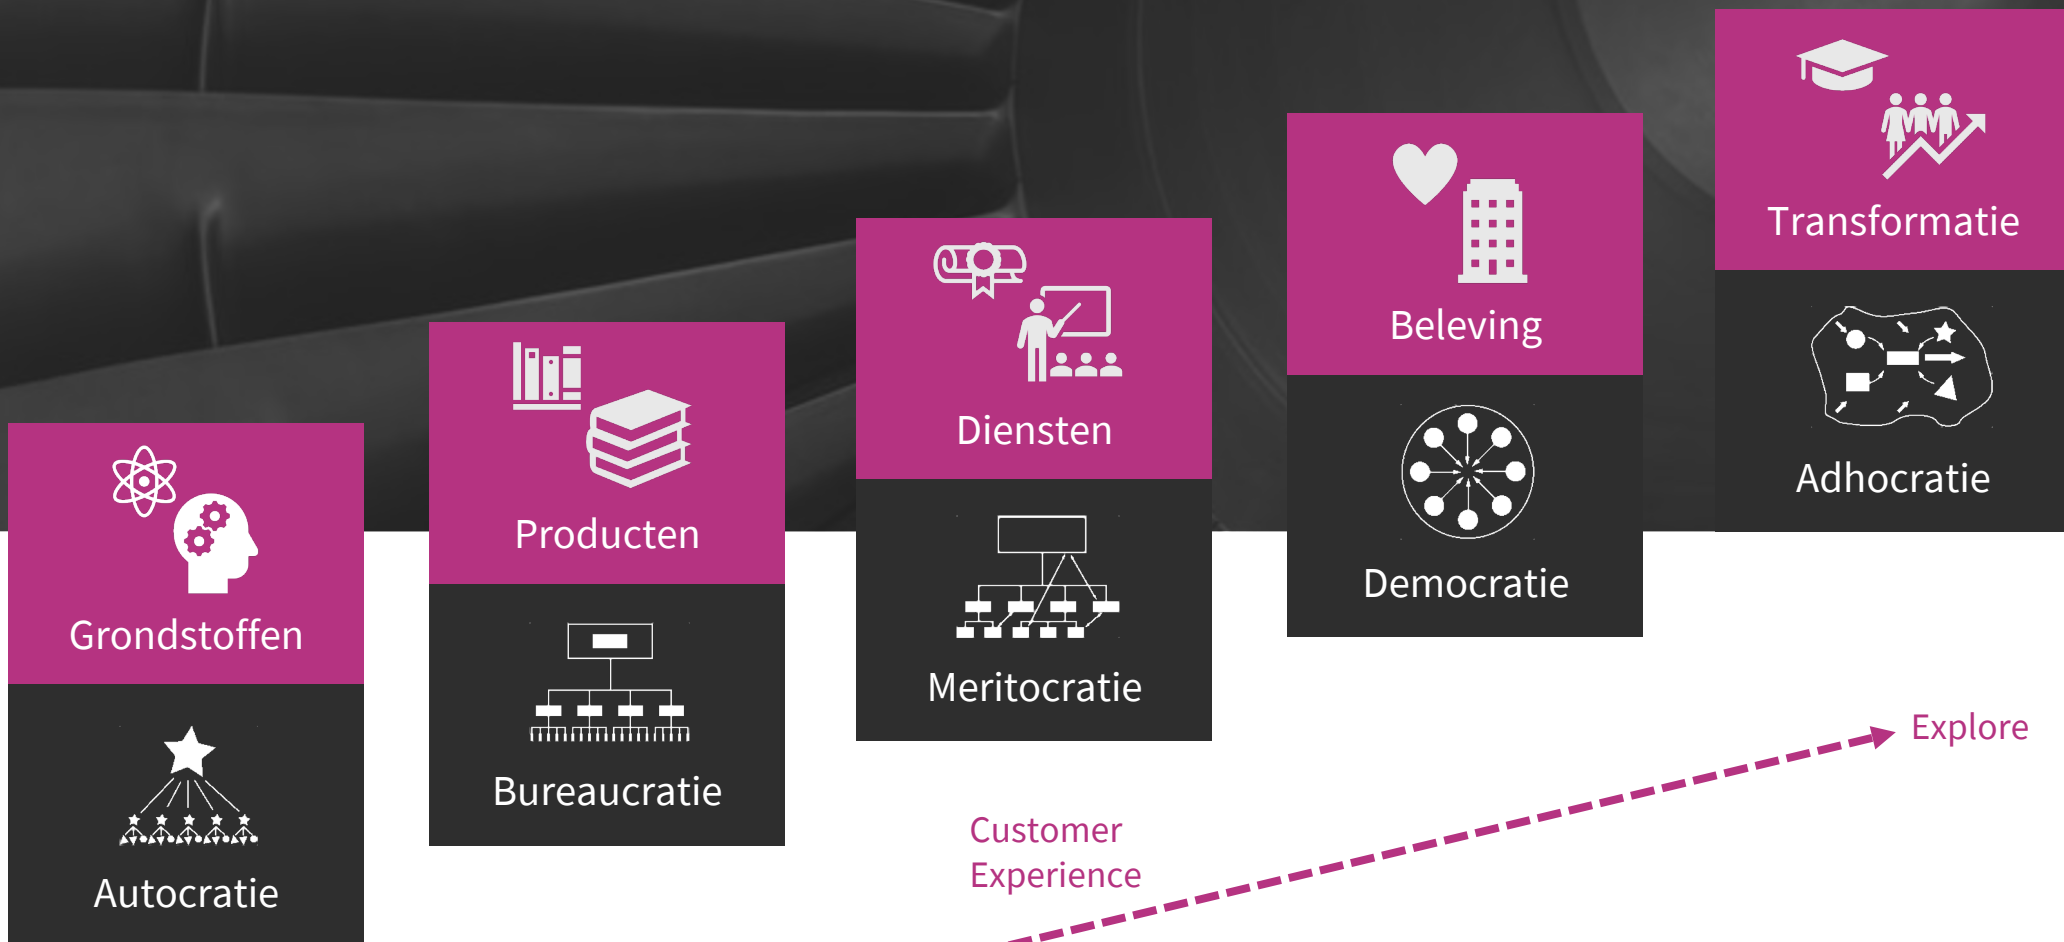 Grondstoffen
Autocratie
Producten
Bureaucratie
Diensten
Meritocratie
Beleving
Democratie
Transformatie
Adhocratie
Customer
Experience
Explore